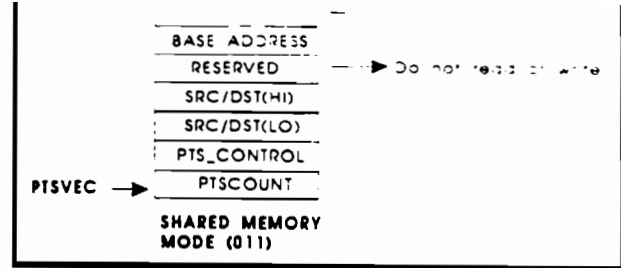 BASE ADDRESS
RESERVED Do not read or write
SRC/DST(HI)
SRC/DST(LO)
PTS_CONTROL
PTSVEC PTSCOUNT
SHARED MEMORY
MODE (011)